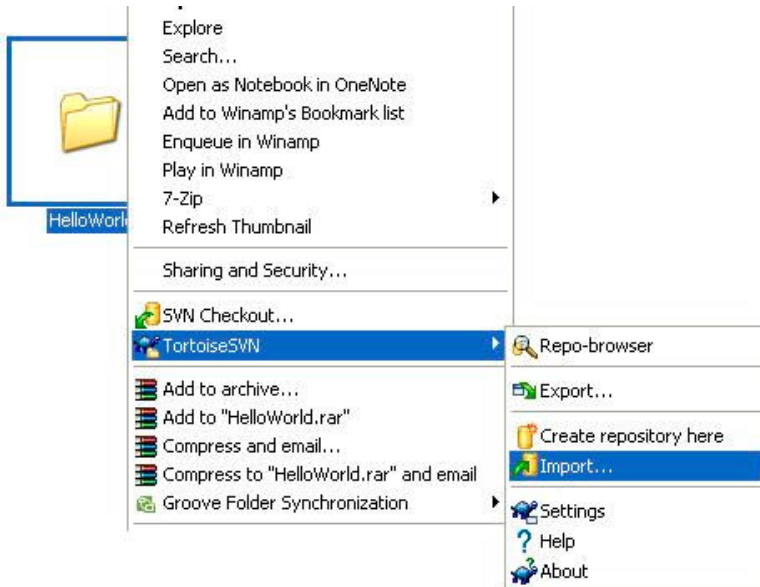 Explore
Search...
Open as Notebook in OneNote
Add to Winamp's Bookmark list
Enqueue in Winamp
Play in Winamp
7-Zip
HelloWorl
Refresh Thumbnail
Sharing and Security...
SVN Checkout...
TortoiseSVN
Repo-browser
Add to archive...
Export...
Add to "HelloWorld.rar"
Compress and email...
Create repository here
Compress to "HelloWorld.rar" and email
Import...
Groove Folder Synchronization
Settings
Help
About